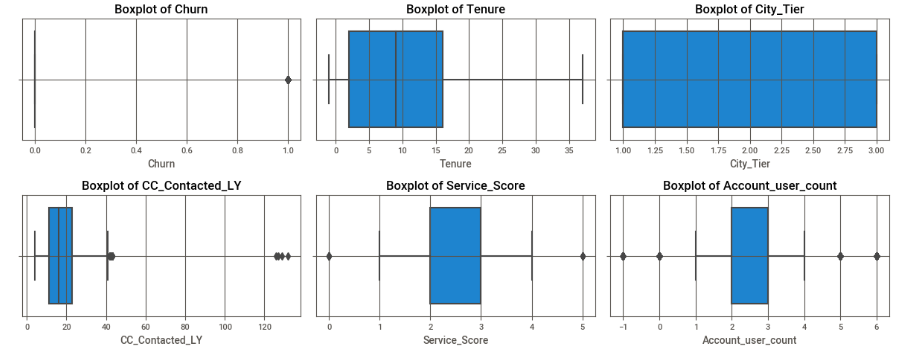 Boxplot of Churn
Boxplot of Tenure
Boxplot of City_Tier
0.0 0.2 0.4 0.6 0.8 1.0
0 5 10 15 20 25 30 35
1.00 1.25 1.50 1.75 2.00 2.25 2.50 2.75 3.00
Churn
Tenure
City_Tier
Boxplot of CC_Contacted_LY
Boxplot of Service_Score
Boxplot of Account_user_count
0 20 40 60 80 100 120
0 1 2 3 4 5
−1 0 1 2 3 4 5 6
CC_Contacted_LY
Service_Score
Account_user_count